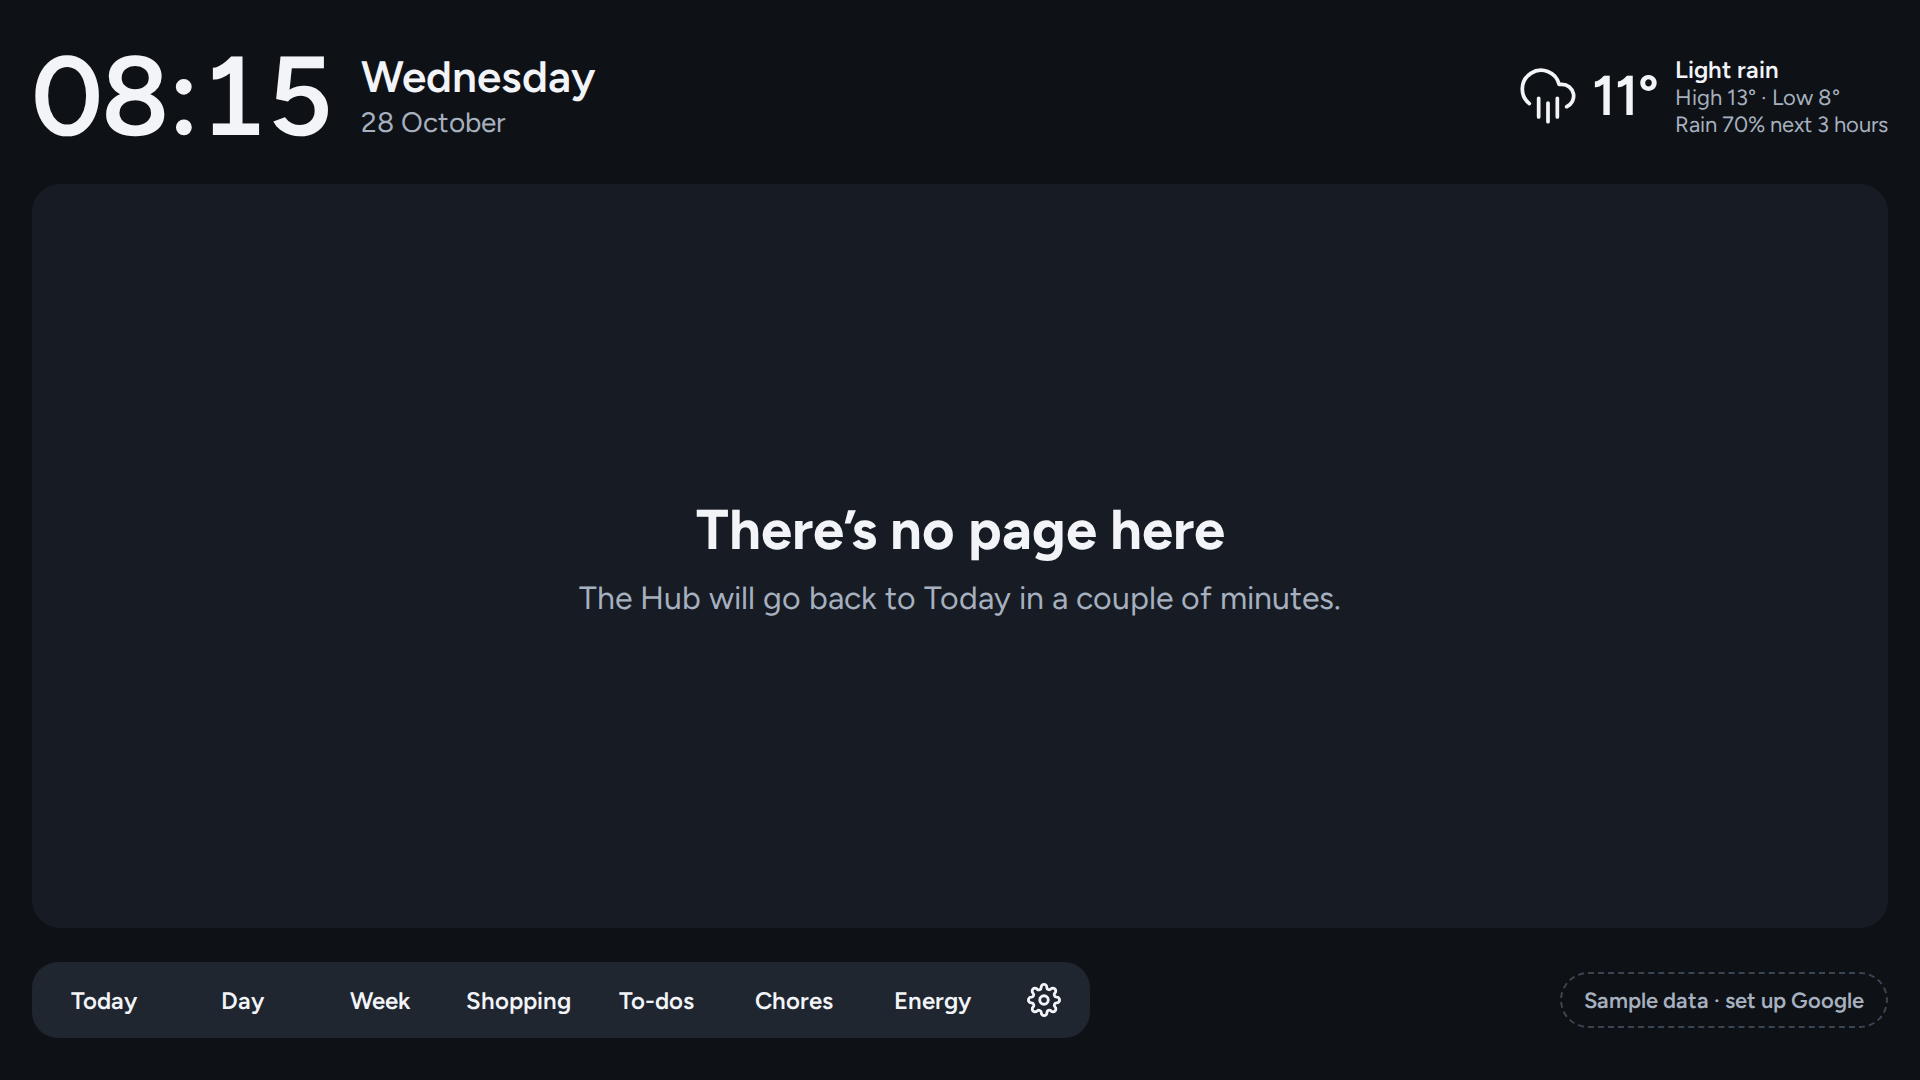 08:15
Wednesday
28 October
11°
Light rain
High 13° · Low 8°
Rain 70% next 3 hours
There’s no page here
The Hub will go back to Today in a couple of minutes.
Today
Day
Week
Shopping
To-dos
Chores
Energy
Sample data · set up Google